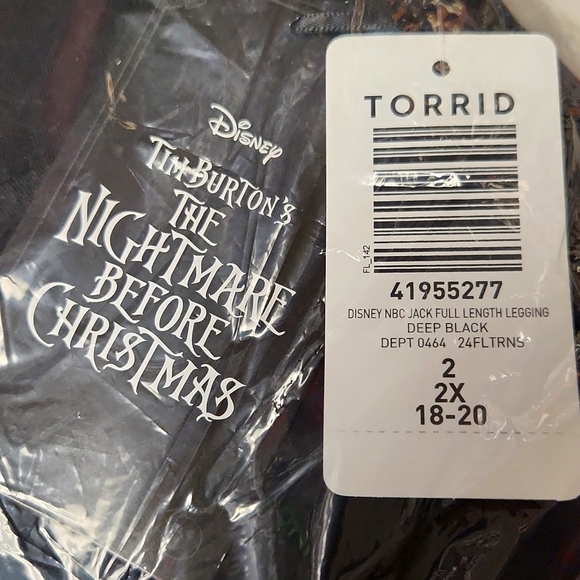 Disney
TIM BURTON'S
THE
NIGHTMARE
BEFORE
CHRISTMAS
TORRID
FL_142
41955277
DISNEY NBC JACK FULL LENGTH LEGGING
DEEP BLACK
DEPT 0464 24FLTRNS
2
2X
18-20